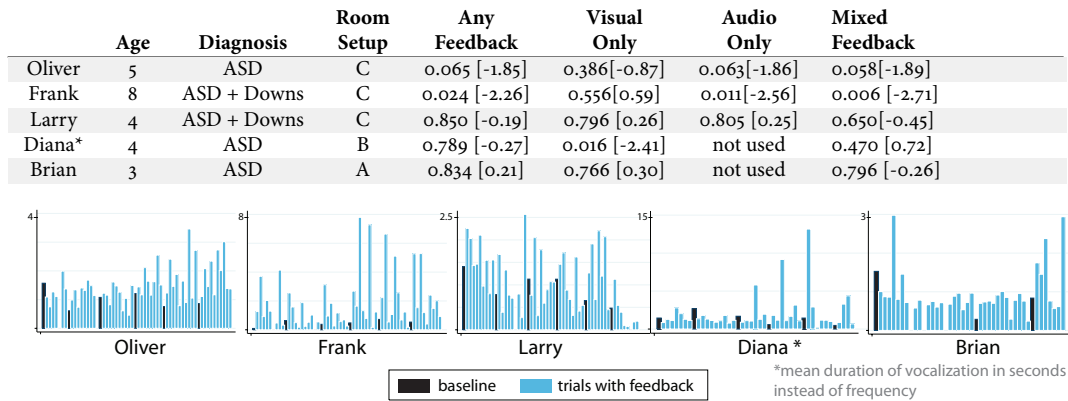 Age Diagnosis Room Setup Any Feedback Visual Only Audio Only Mixed Feedback
Oliver 5 ASD C 0.065 [-1.85] 0.386[-0.87] 0.063[-1.86] 0.058[-1.89]
Frank 8 ASD + Downs C 0.024 [-2.26] 0.556[0.59] 0.011[-2.56] 0.006 [-2.71]
Larry 4 ASD + Downs C 0.850 [-0.19] 0.796 [0.26] 0.805 [0.25] 0.650[-0.45]
Diana* 4 ASD B 0.789 [-0.27] 0.016 [-2.41] not used 0.470 [0.72]
Brian 3 ASD A 0.834 [0.21] 0.766 [0.30] not used 0.796 [-0.26]
4 8 2.5 15 3
0
Oliver Frank Larry Diana * Brian
baseline trials with feedback
*mean duration of vocalization in seconds
instead of frequency